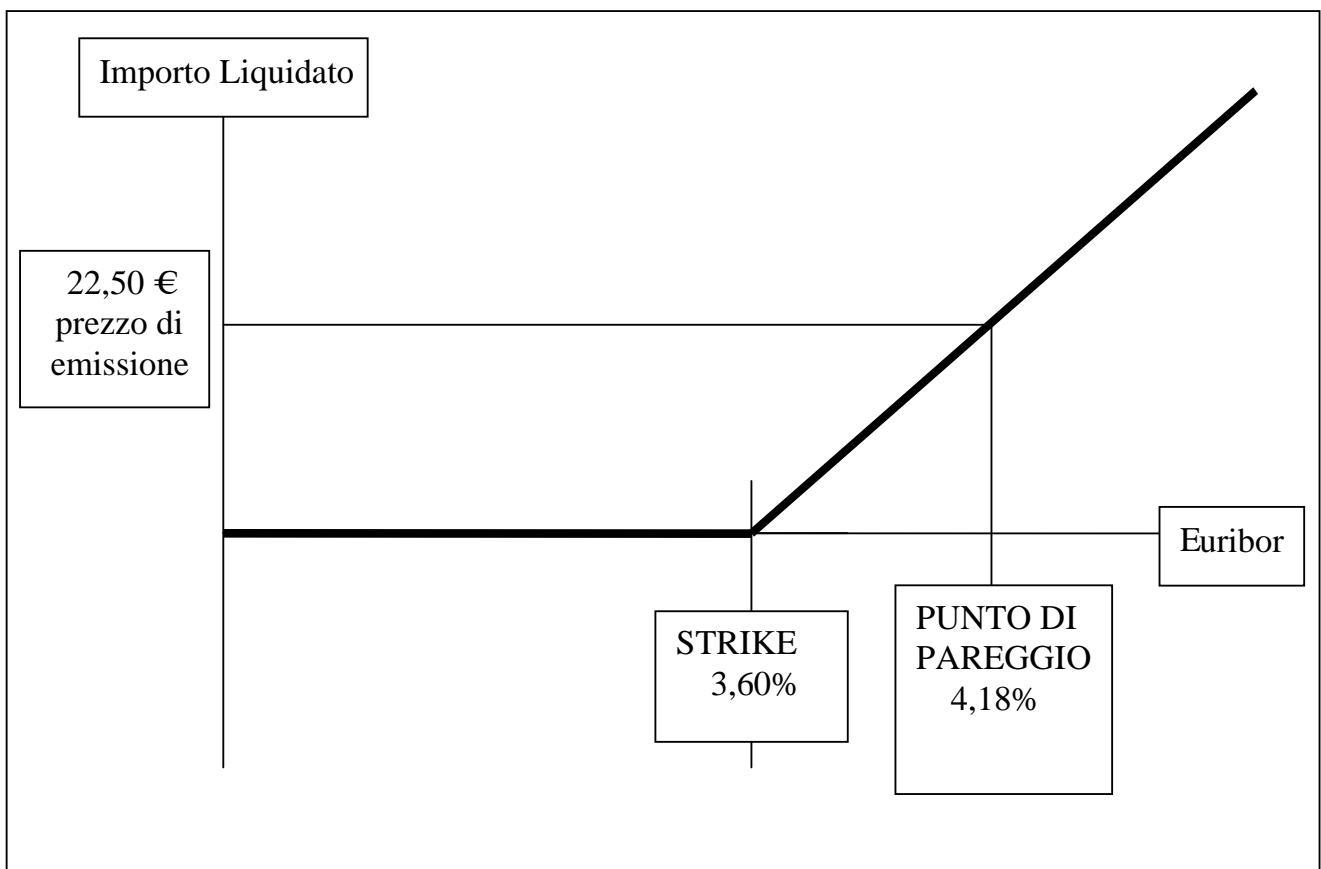 Importo Liquidato
22,50 €
prezzo di
emissione
Euribor
STRIKE
3,60%
PUNTO DI
PAREGGIO
4,18%